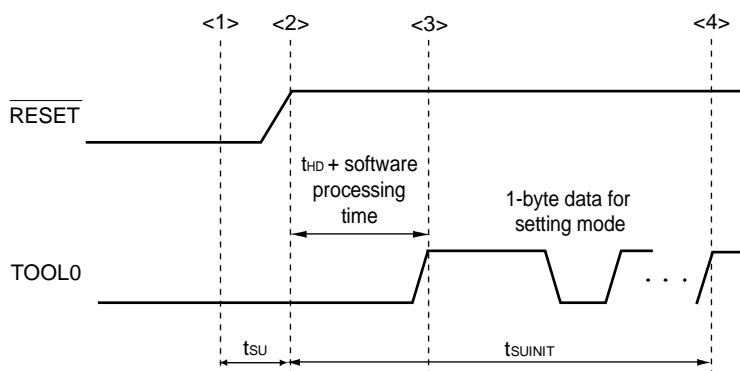 <1> <2> <3> <4>
RESET
tHD + software
processing
time
1-byte data for
setting mode
TOOL0
. . .
tSU tSUINIT